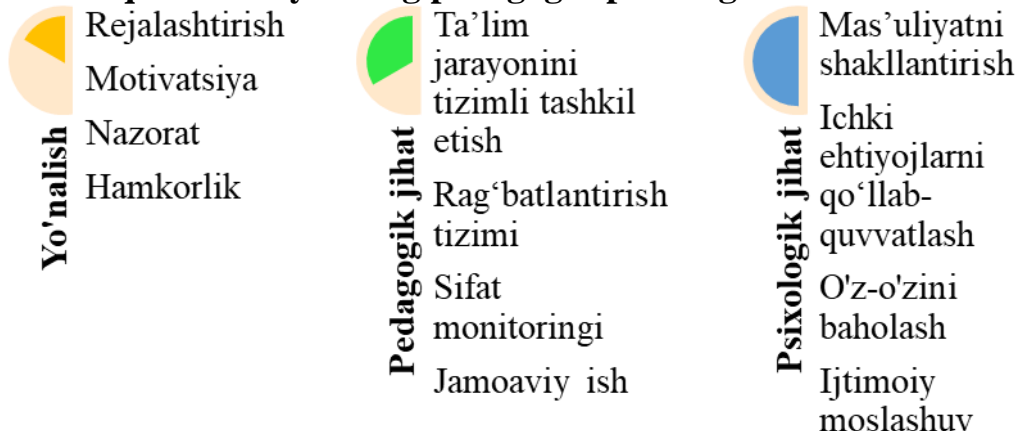 Yo'nalish
Rejalashtirish
Motivatsiya
Nazorat
Hamkorlik
Pedagogik jihat
Ta’lim
jarayonini
tizimli tashkil
etish
Rag‘batlantirish
tizimi
Sifat
monitoringi
Jamoaviy ish
Psixologik jihat
Mas’uliyatni
shakllantirish
Ichki
ehtiyojlarni
qo‘llab-
quvvatlash
O'z-o'zini
baholash
Ijtimoiy
moslashuv